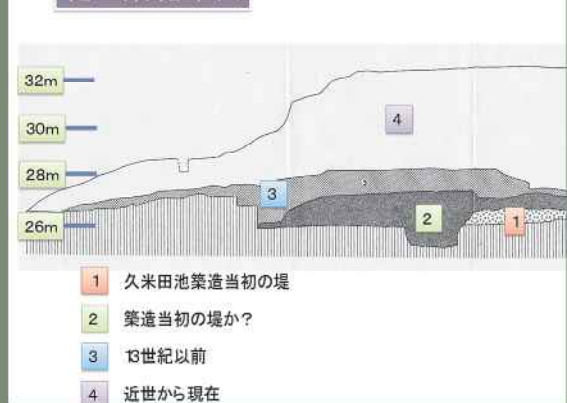 32m
30m
4
28m
3
2
1
26m
1 久米田池築造当初の堤
2 築造当初の堤か?
3 13世紀以前
4 近世から現在